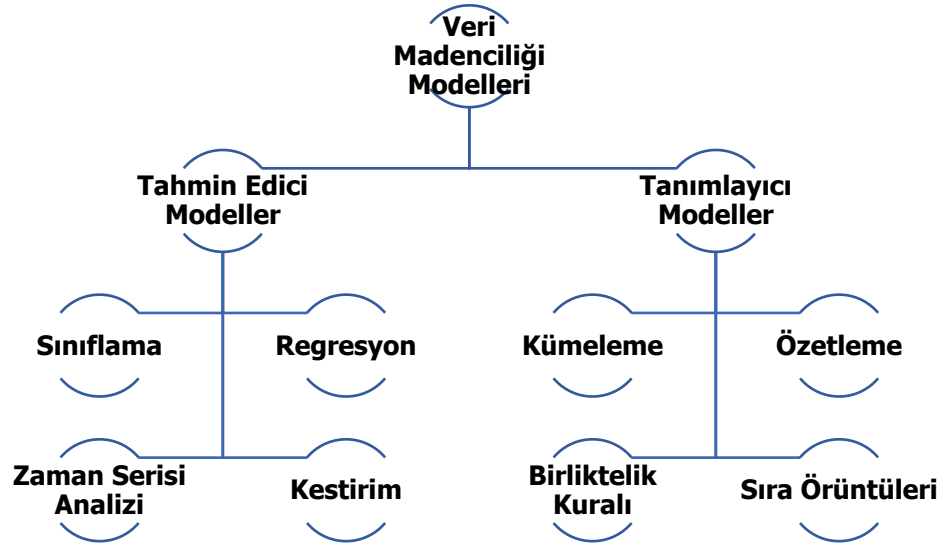 Veri
Madenciliği
Modelleri
Tahmin Edici
Modeller
Tanımlayıcı
Modeller
Sınıflama
Regresyon
Kümeleme
Özetleme
Zaman Serisi
Analizi
Kestirim
Birliktelik
Kuralı
Sıra Örüntüleri